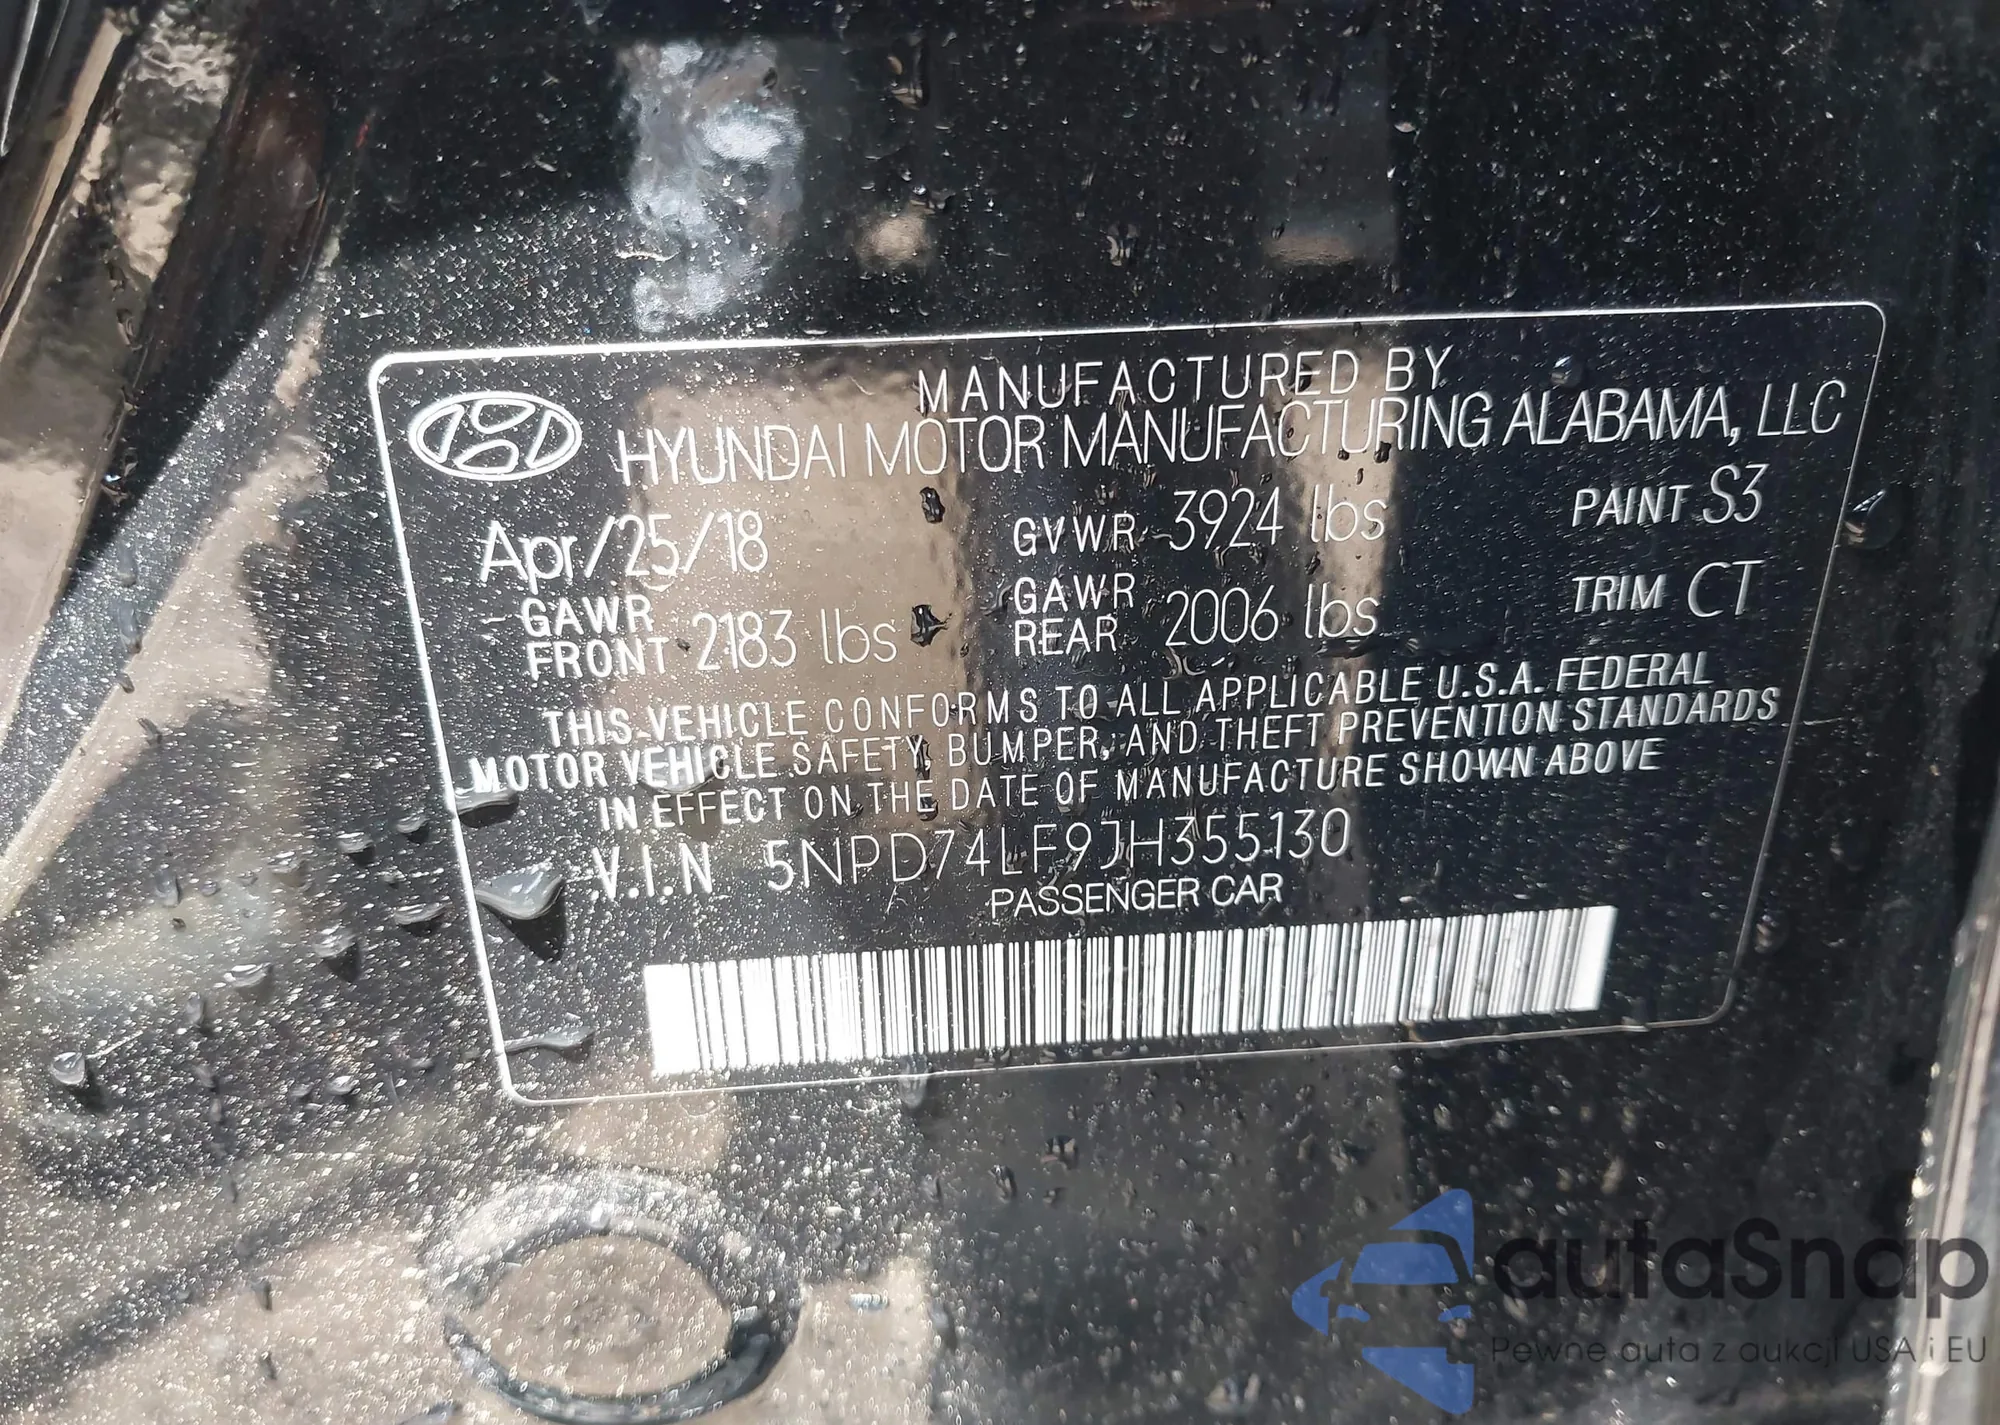 MANUFACTURED BY
HYUNDAI MOTOR MANUFACTURING ALABAMA, LLC
Apr/25/18 GVWR 3924 lbs PAINT S3
GAWR FRONT 2183 lbs GAWR REAR 2006 lbs TRIM CT
THIS VEHICLE CONFORMS TO ALL APPLICABLE U.S.A. FEDERAL
MOTOR VEHICLE SAFETY, BUMPER, AND THEFT PREVENTION STANDARDS
IN EFFECT ON THE DATE OF MANUFACTURE SHOWN ABOVE
V.I.N 5NPD74LF9JH355130
PASSENGER CAR
autaSnap
Pewne auta z aukcji USA i EU